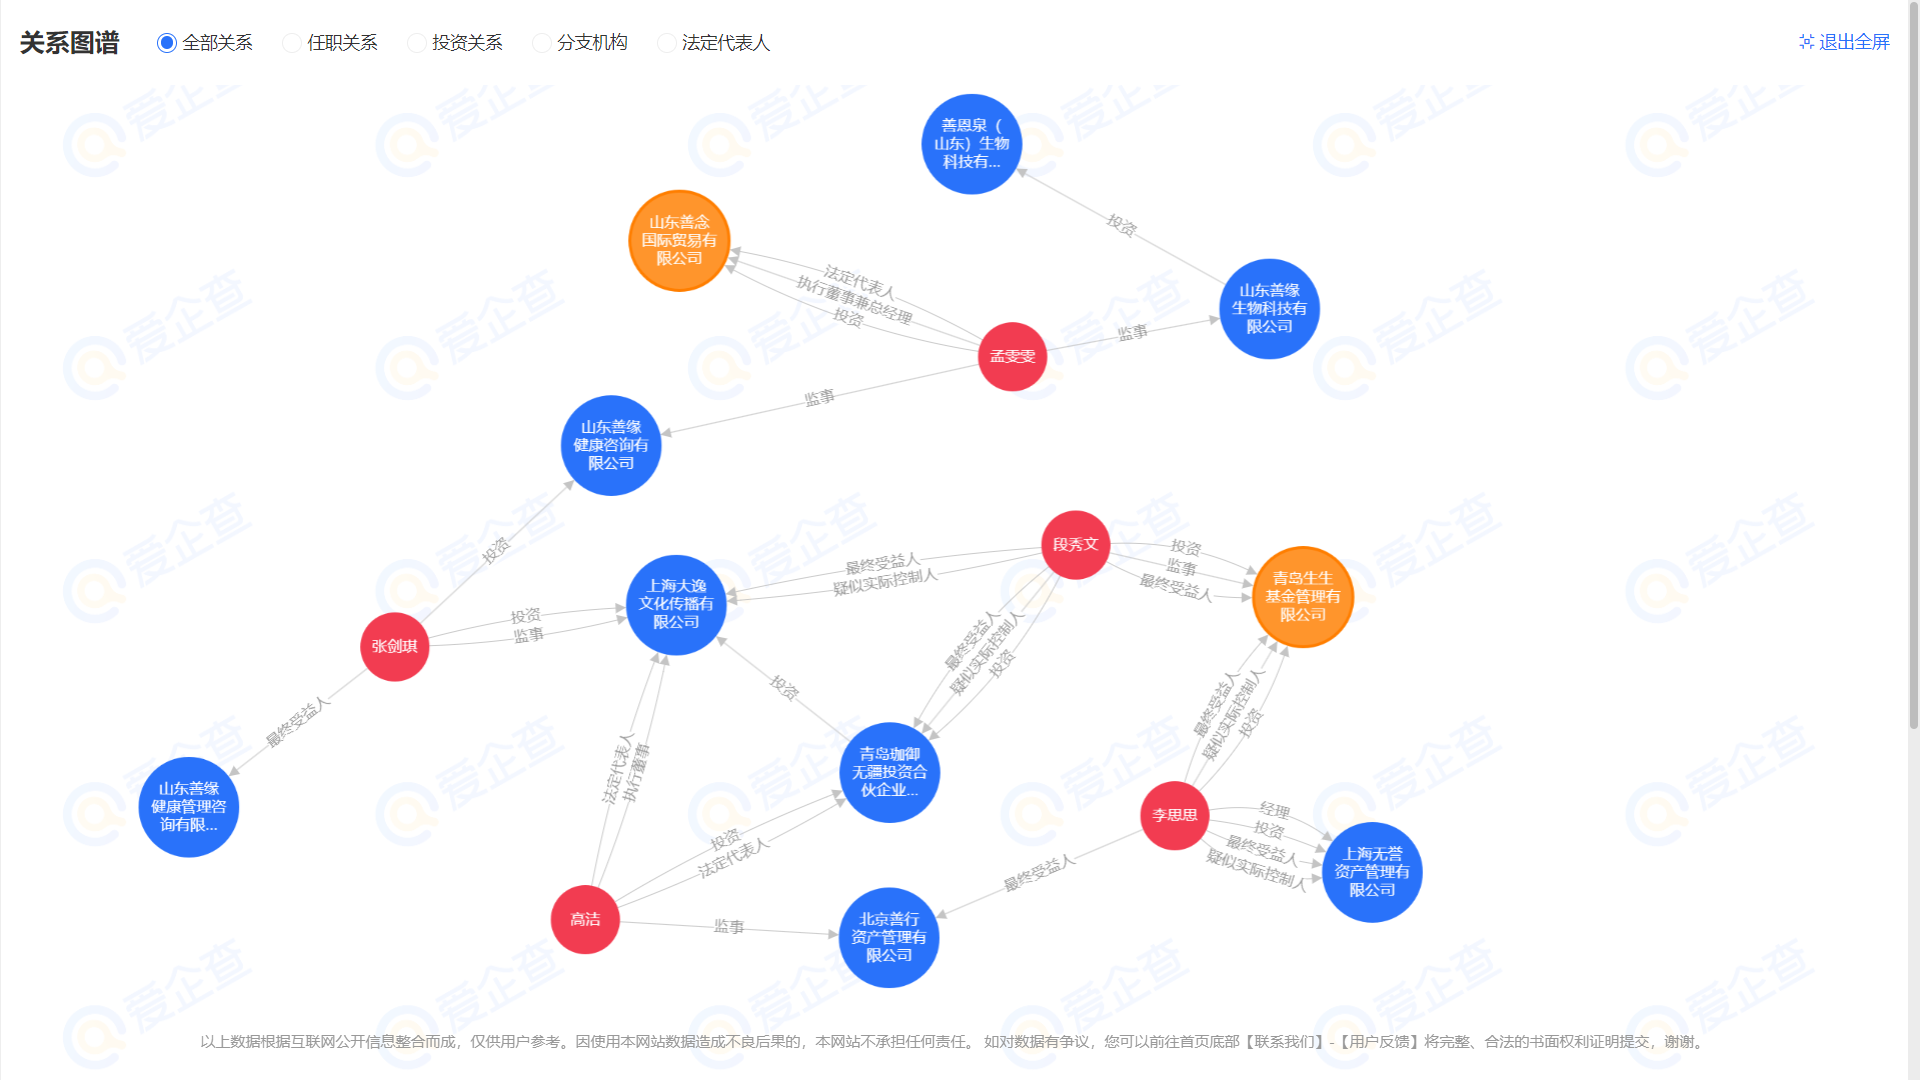 关系图谱
全部关系
任职关系
投资关系
分支机构
法定代表人
退出全屏
善恩泉（
山东）生物
科技有...
投资
山东善念
国际贸易有
限公司
法定代表人
执行董事兼总经理
投资
山东善缘
生物科技有
限公司
监事
孟雯雯
监事
山东善缘
健康咨询有
限公司
投资
段秀文
投资
监事
最终受益人
青岛生生
基金管理有
限公司
最终受益人
疑似实际控制人
上海大逸
文化传播有
限公司
投资
监事
张剑琪
最终受益人
最终受益人
疑似实际控制人
投资
投资
最终受益人
疑似实际控制人
投资
法定代表人
执行董事
青岛珈御
无疆投资合
伙企业...
山东善缘
健康管理咨
询有限...
李思思
经理
投资
最终受益人
疑似实际控制人
上海无誉
资产管理有
限公司
投资
法定代表人
最终受益人
高洁
监事
北京善行
资产管理有
限公司
以上数据根据互联网公开信息整合而成，仅供用户参考。因使用本网站数据造成不良后果的，本网站不承担任何责任。 如对数据有争议，您可以前往首页底部【联系我们】-【用户反馈】将完整、合法的书面权利证明提交，谢谢。
爱企查